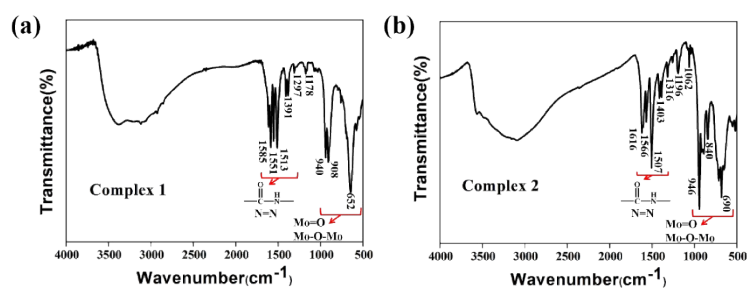 (a)
Transmittance(%)
Complex 1
1585
1551
1513
1391
1297
1178
940
908
652
O
C
H
N
N=N
Mo=O
Mo-O-Mo
4000 3500 3000 2500 2000 1500 1000 500
Wavenumber(cm-1)
(b)
Transmittance(%)
Complex 2
1616
1566
1507
1403
1316
1196
1062
946
840
690
O
C
H
N
N=N
Mo=O
Mo-O-Mo
4000 3500 3000 2500 2000 1500 1000 500
Wavenumber(cm-1)